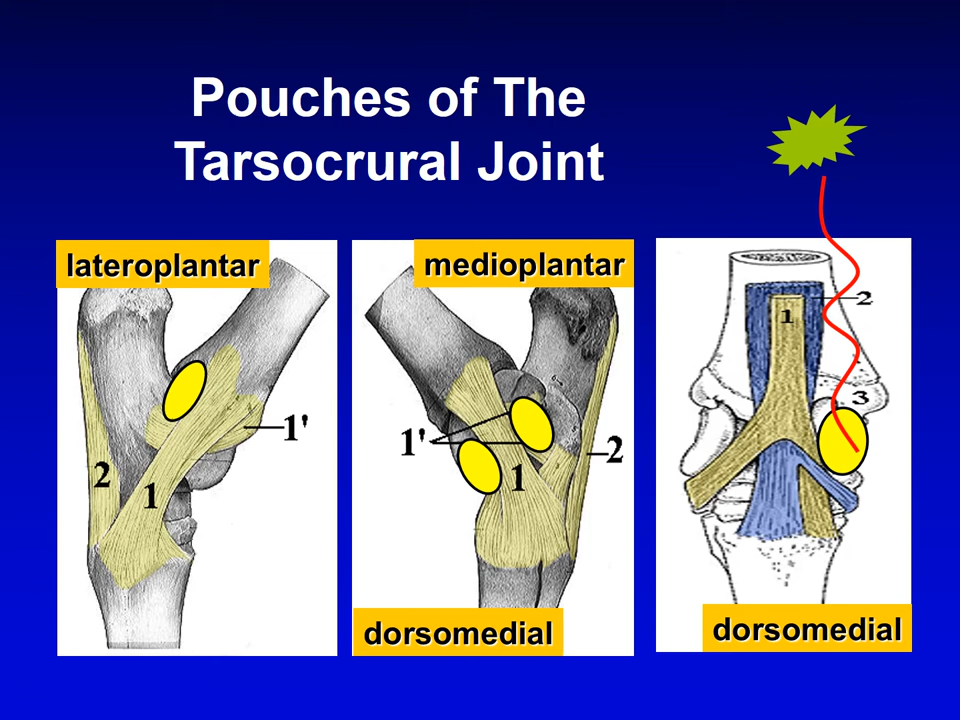 Pouches of The
Tarsocrural Joint
lateroplantar
1'
2
1
medioplantar
1'
1
2
dorsomedial
1
2
3
dorsomedial